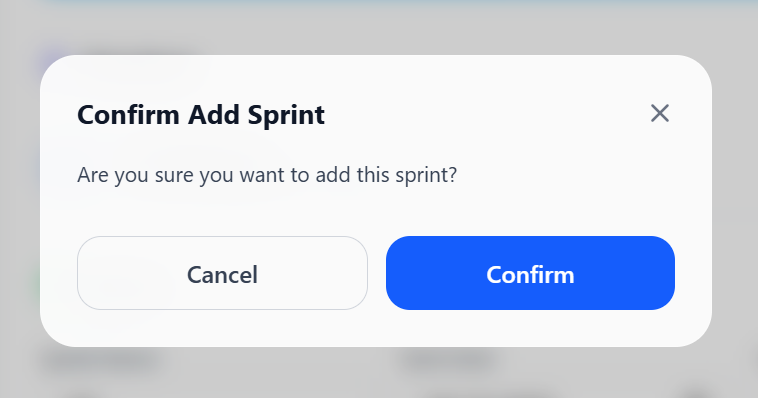 Confirm Add Sprint
Are you sure you want to add this sprint?
Cancel
Confirm